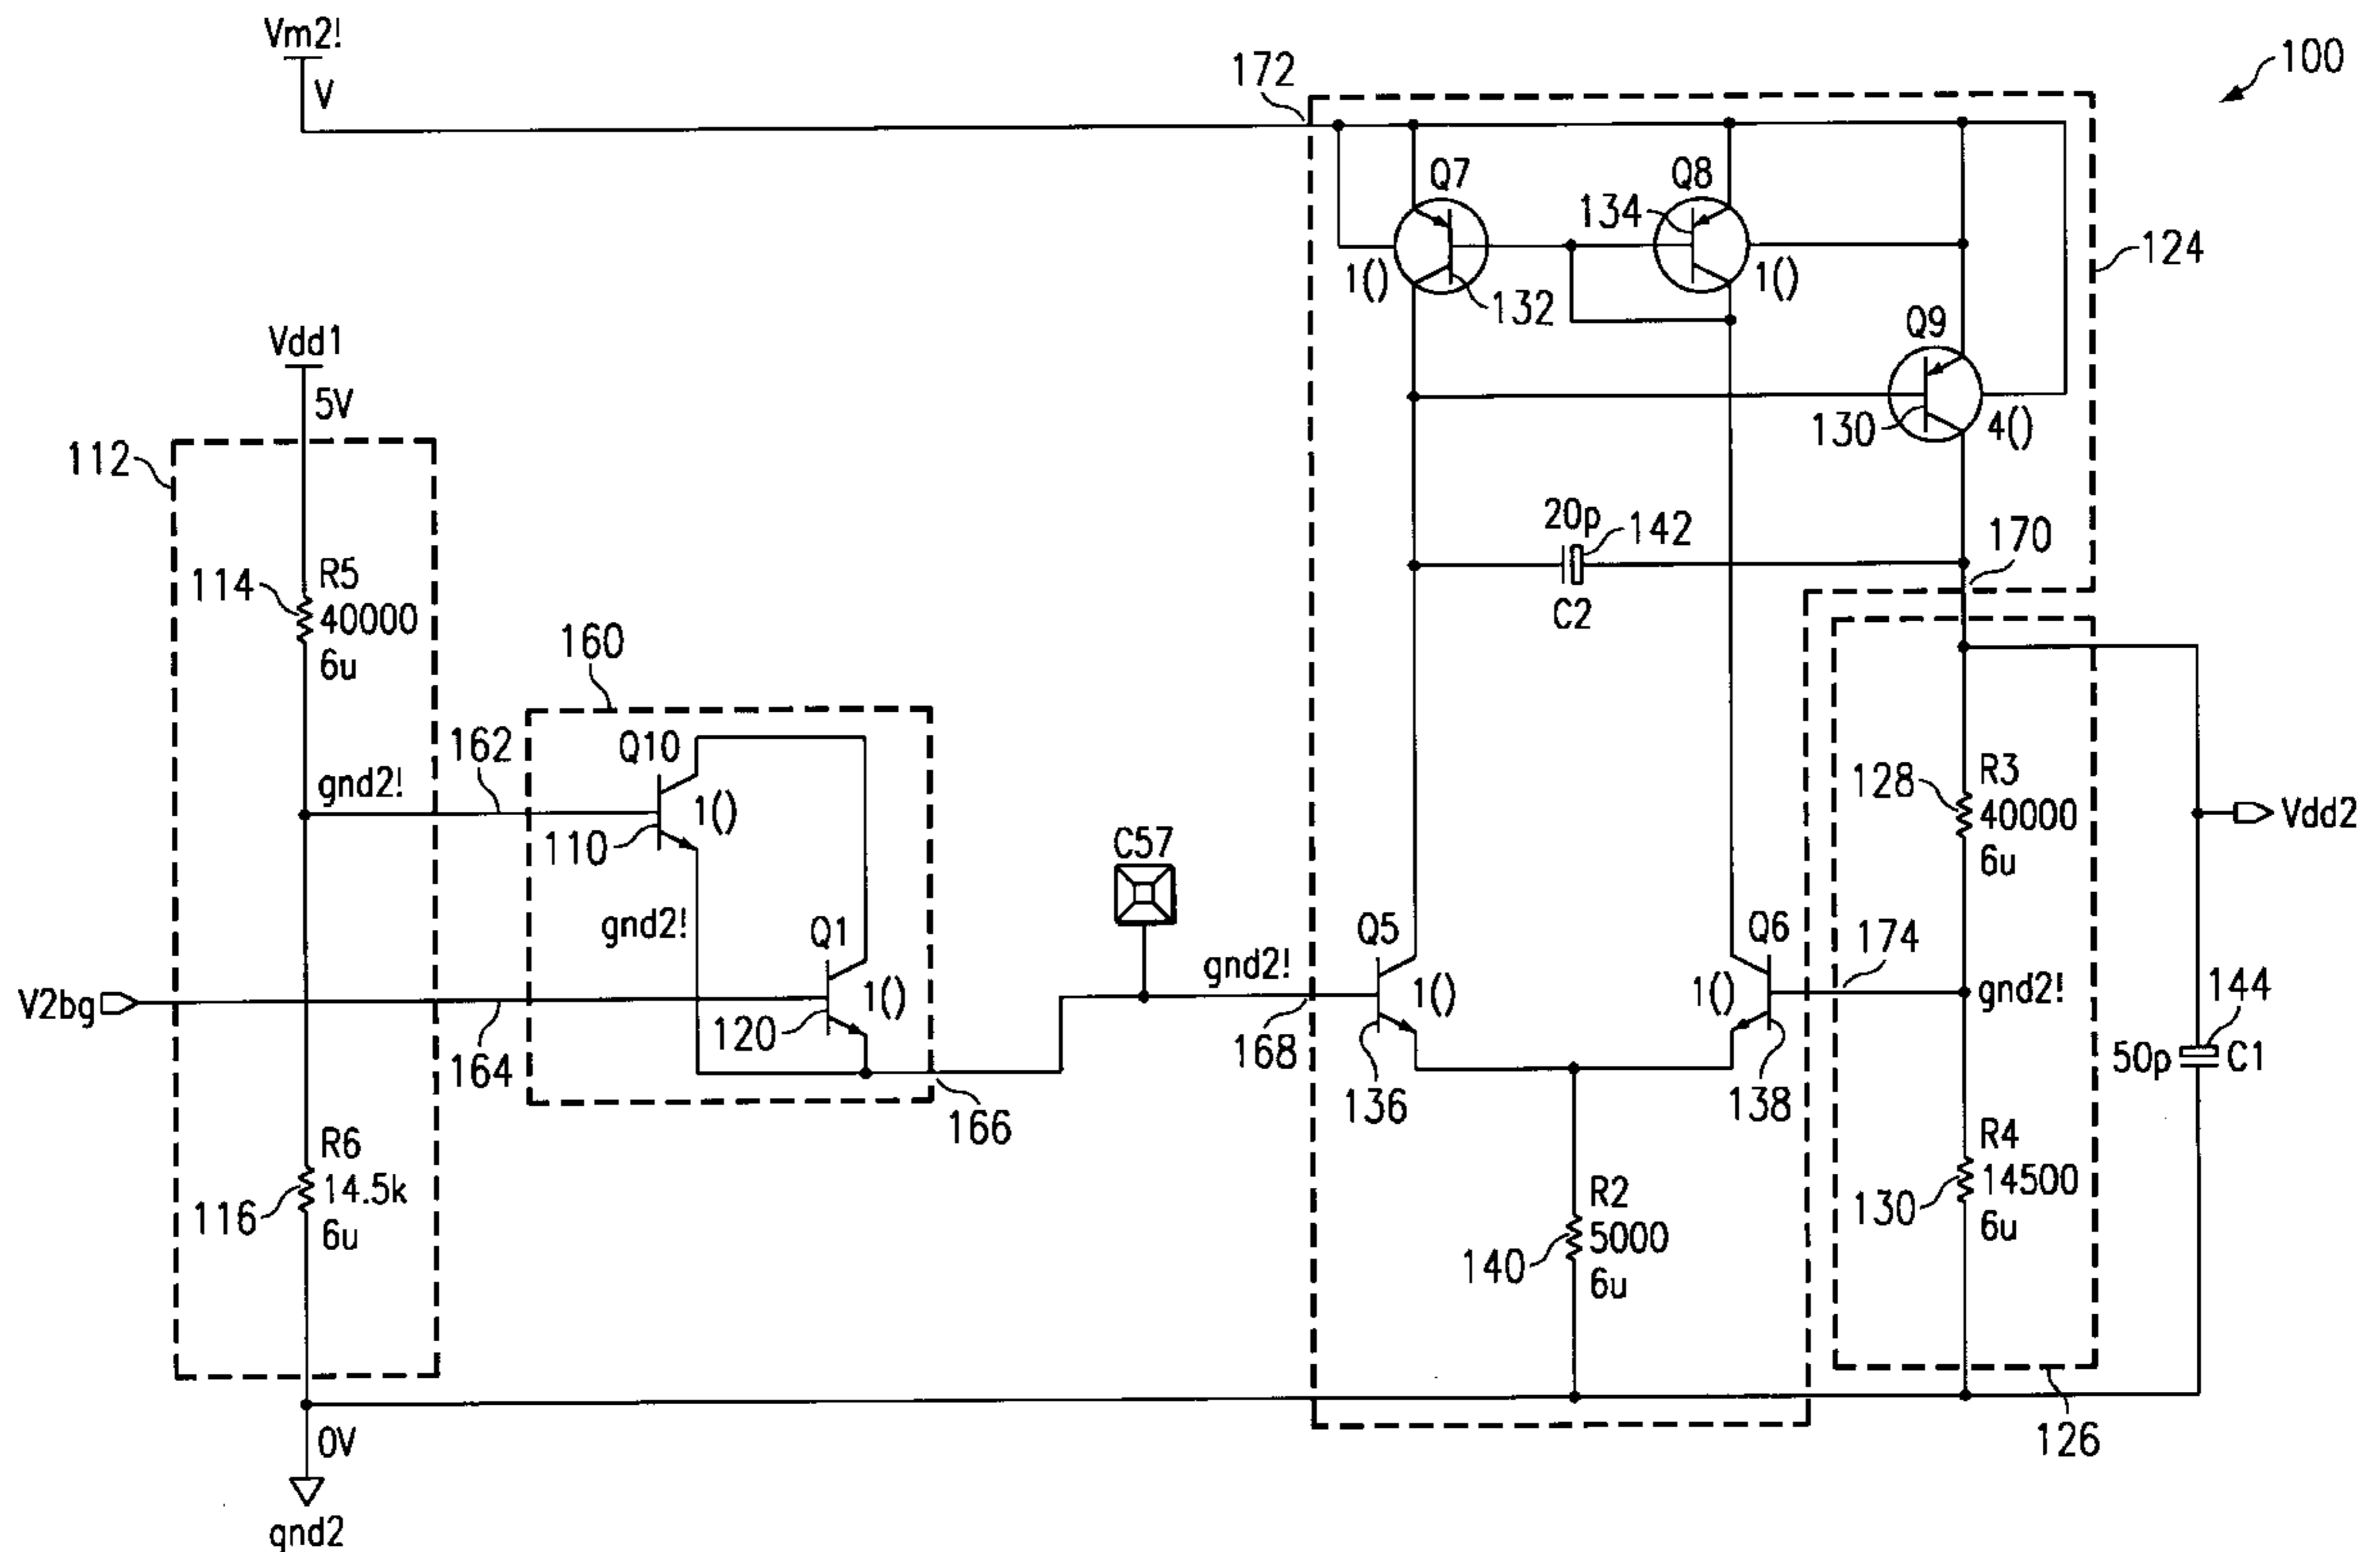 Vm2!
V
172
100
Q7
Q8
134
1()
132
1()
124
Q9
130
4()
Vdd1
5V
112
20p
142
170
C2
114
R5
40000
6u
160
162
gnd2!
Q10
1()
110
128
R3
40000
6u
Vdd2
C57
gnd2!
Q1
1()
120
V2bg
164
166
gnd2!
168
Q5
1()
136
Q6
1()
138
174
gnd2!
144
50p
C1
R6
14.5k
6u
116
R2
5000
6u
140
R4
14500
6u
130
126
0V
gnd2